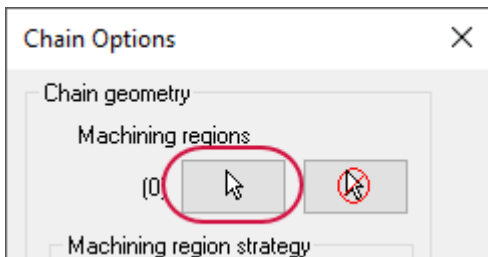 Chain Options
Chain geometry
Machining regions
(0)
Machining region strategy